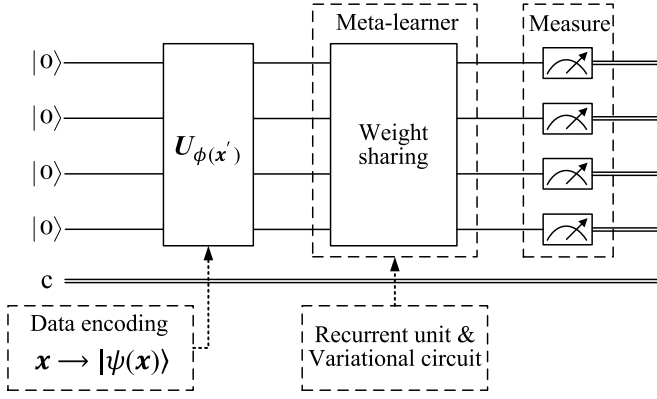 Meta-learner
Measure
|0⟩
|0⟩
|0⟩
|0⟩
U_ϕ(x′)
Weight
sharing
c
Data encoding
x → |ψ(x)⟩
Recurrent unit &
Variational circuit